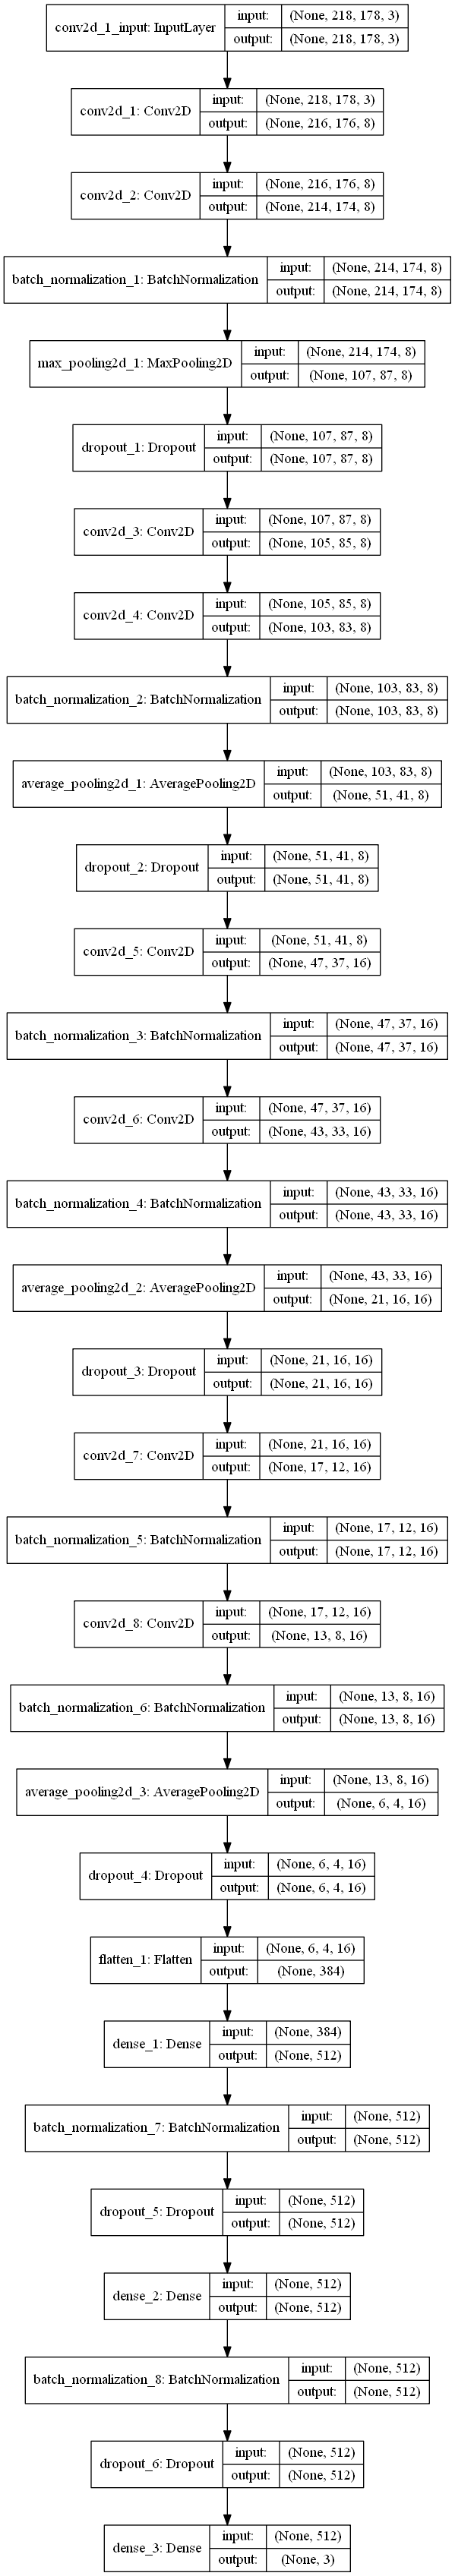 conv2d_1_input: InputLayer
input:
(None, 218, 178, 3)
output:
(None, 218, 178, 3)
conv2d_1: Conv2D
input:
(None, 218, 178, 3)
output:
(None, 216, 176, 8)
conv2d_2: Conv2D
input:
(None, 216, 176, 8)
output:
(None, 214, 174, 8)
batch_normalization_1: BatchNormalization
input:
(None, 214, 174, 8)
output:
(None, 214, 174, 8)
max_pooling2d_1: MaxPooling2D
input:
(None, 214, 174, 8)
output:
(None, 107, 87, 8)
dropout_1: Dropout
input:
(None, 107, 87, 8)
output:
(None, 107, 87, 8)
conv2d_3: Conv2D
input:
(None, 107, 87, 8)
output:
(None, 105, 85, 8)
conv2d_4: Conv2D
input:
(None, 105, 85, 8)
output:
(None, 103, 83, 8)
batch_normalization_2: BatchNormalization
input:
(None, 103, 83, 8)
output:
(None, 103, 83, 8)
average_pooling2d_1: AveragePooling2D
input:
(None, 103, 83, 8)
output:
(None, 51, 41, 8)
dropout_2: Dropout
input:
(None, 51, 41, 8)
output:
(None, 51, 41, 8)
conv2d_5: Conv2D
input:
(None, 51, 41, 8)
output:
(None, 47, 37, 16)
batch_normalization_3: BatchNormalization
input:
(None, 47, 37, 16)
output:
(None, 47, 37, 16)
conv2d_6: Conv2D
input:
(None, 47, 37, 16)
output:
(None, 43, 33, 16)
batch_normalization_4: BatchNormalization
input:
(None, 43, 33, 16)
output:
(None, 43, 33, 16)
average_pooling2d_2: AveragePooling2D
input:
(None, 43, 33, 16)
output:
(None, 21, 16, 16)
dropout_3: Dropout
input:
(None, 21, 16, 16)
output:
(None, 21, 16, 16)
conv2d_7: Conv2D
input:
(None, 21, 16, 16)
output:
(None, 17, 12, 16)
batch_normalization_5: BatchNormalization
input:
(None, 17, 12, 16)
output:
(None, 17, 12, 16)
conv2d_8: Conv2D
input:
(None, 17, 12, 16)
output:
(None, 13, 8, 16)
batch_normalization_6: BatchNormalization
input:
(None, 13, 8, 16)
output:
(None, 13, 8, 16)
average_pooling2d_3: AveragePooling2D
input:
(None, 13, 8, 16)
output:
(None, 6, 4, 16)
dropout_4: Dropout
input:
(None, 6, 4, 16)
output:
(None, 6, 4, 16)
flatten_1: Flatten
input:
(None, 6, 4, 16)
output:
(None, 384)
dense_1: Dense
input:
(None, 384)
output:
(None, 512)
batch_normalization_7: BatchNormalization
input:
(None, 512)
output:
(None, 512)
dropout_5: Dropout
input:
(None, 512)
output:
(None, 512)
dense_2: Dense
input:
(None, 512)
output:
(None, 512)
batch_normalization_8: BatchNormalization
input:
(None, 512)
output:
(None, 512)
dropout_6: Dropout
input:
(None, 512)
output:
(None, 512)
dense_3: Dense
input:
(None, 512)
output:
(None, 3)